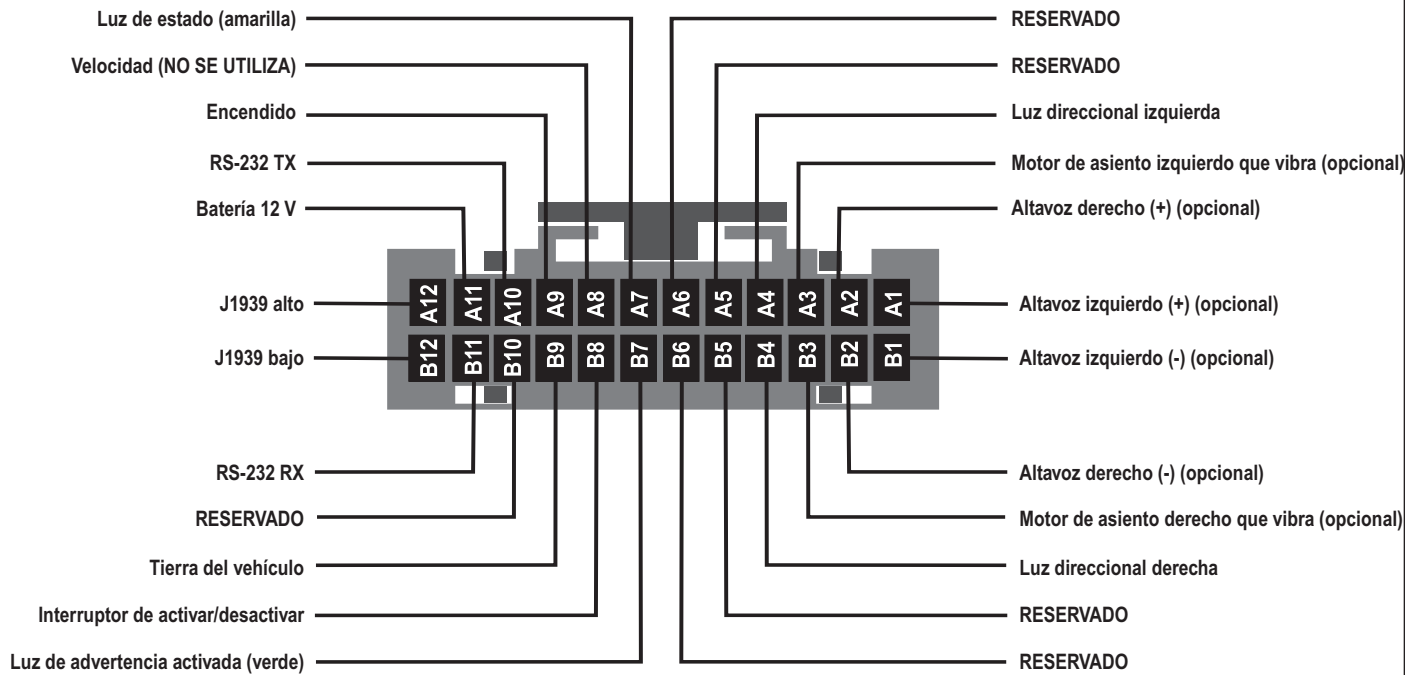 Luz de estado (amarilla)
Velocidad (NO SE UTILIZA)
Encendido
RS-232 TX
Batería 12 V
J1939 alto
J1939 bajo
RS-232 RX
RESERVADO
Tierra del vehículo
Interruptor de activar/desactivar
Luz de advertencia activada (verde)
A12 A11 A10 A9 A8 A7 A6 A5 A4 A3 A2 A1
B12 B11 B10 B9 B8 B7 B6 B5 B4 B3 B2 B1
RESERVADO
RESERVADO
Luz direccional izquierda
Motor de asiento izquierdo que vibra (opcional)
Altavoz derecho (+) (opcional)
Altavoz izquierdo (+) (opcional)
Altavoz izquierdo (-) (opcional)
Altavoz derecho (-) (opcional)
Motor de asiento derecho que vibra (opcional)
Luz direccional derecha
RESERVADO
RESERVADO